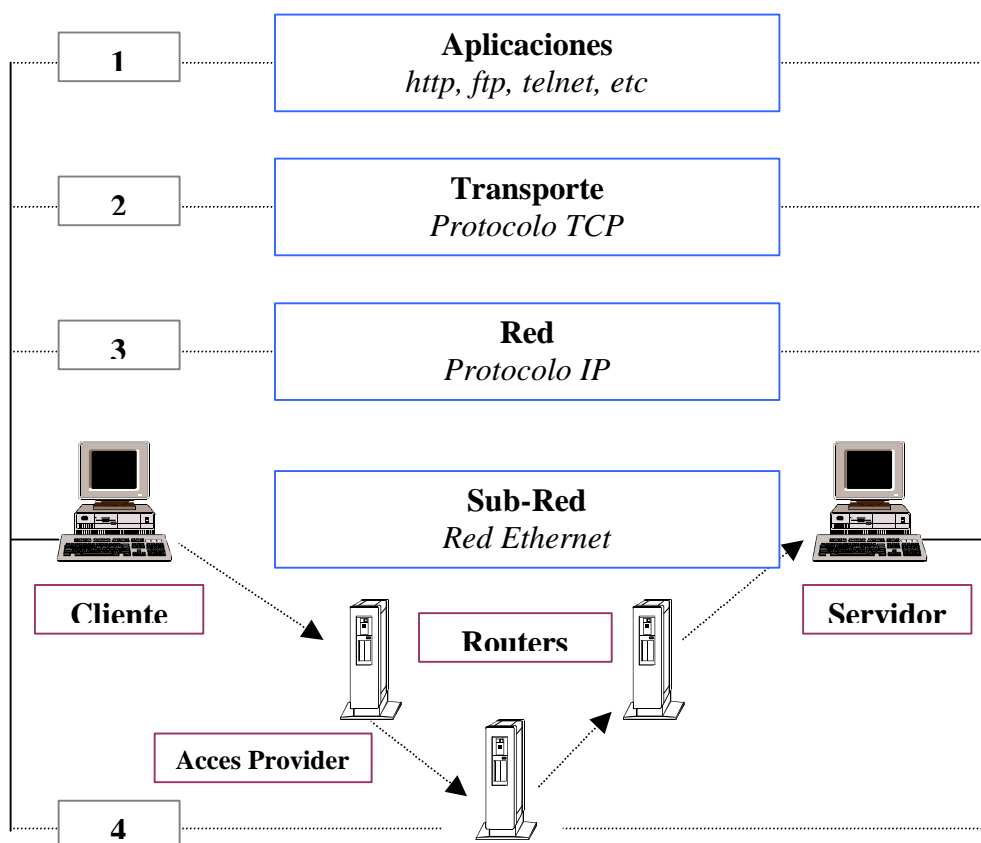 1
Aplicaciones
http, ftp, telnet, etc
2
Transporte
Protocolo TCP
3
Red
Protocolo IP
Sub-Red
Red Ethernet
Cliente
Routers
Servidor
Acces Provider
4